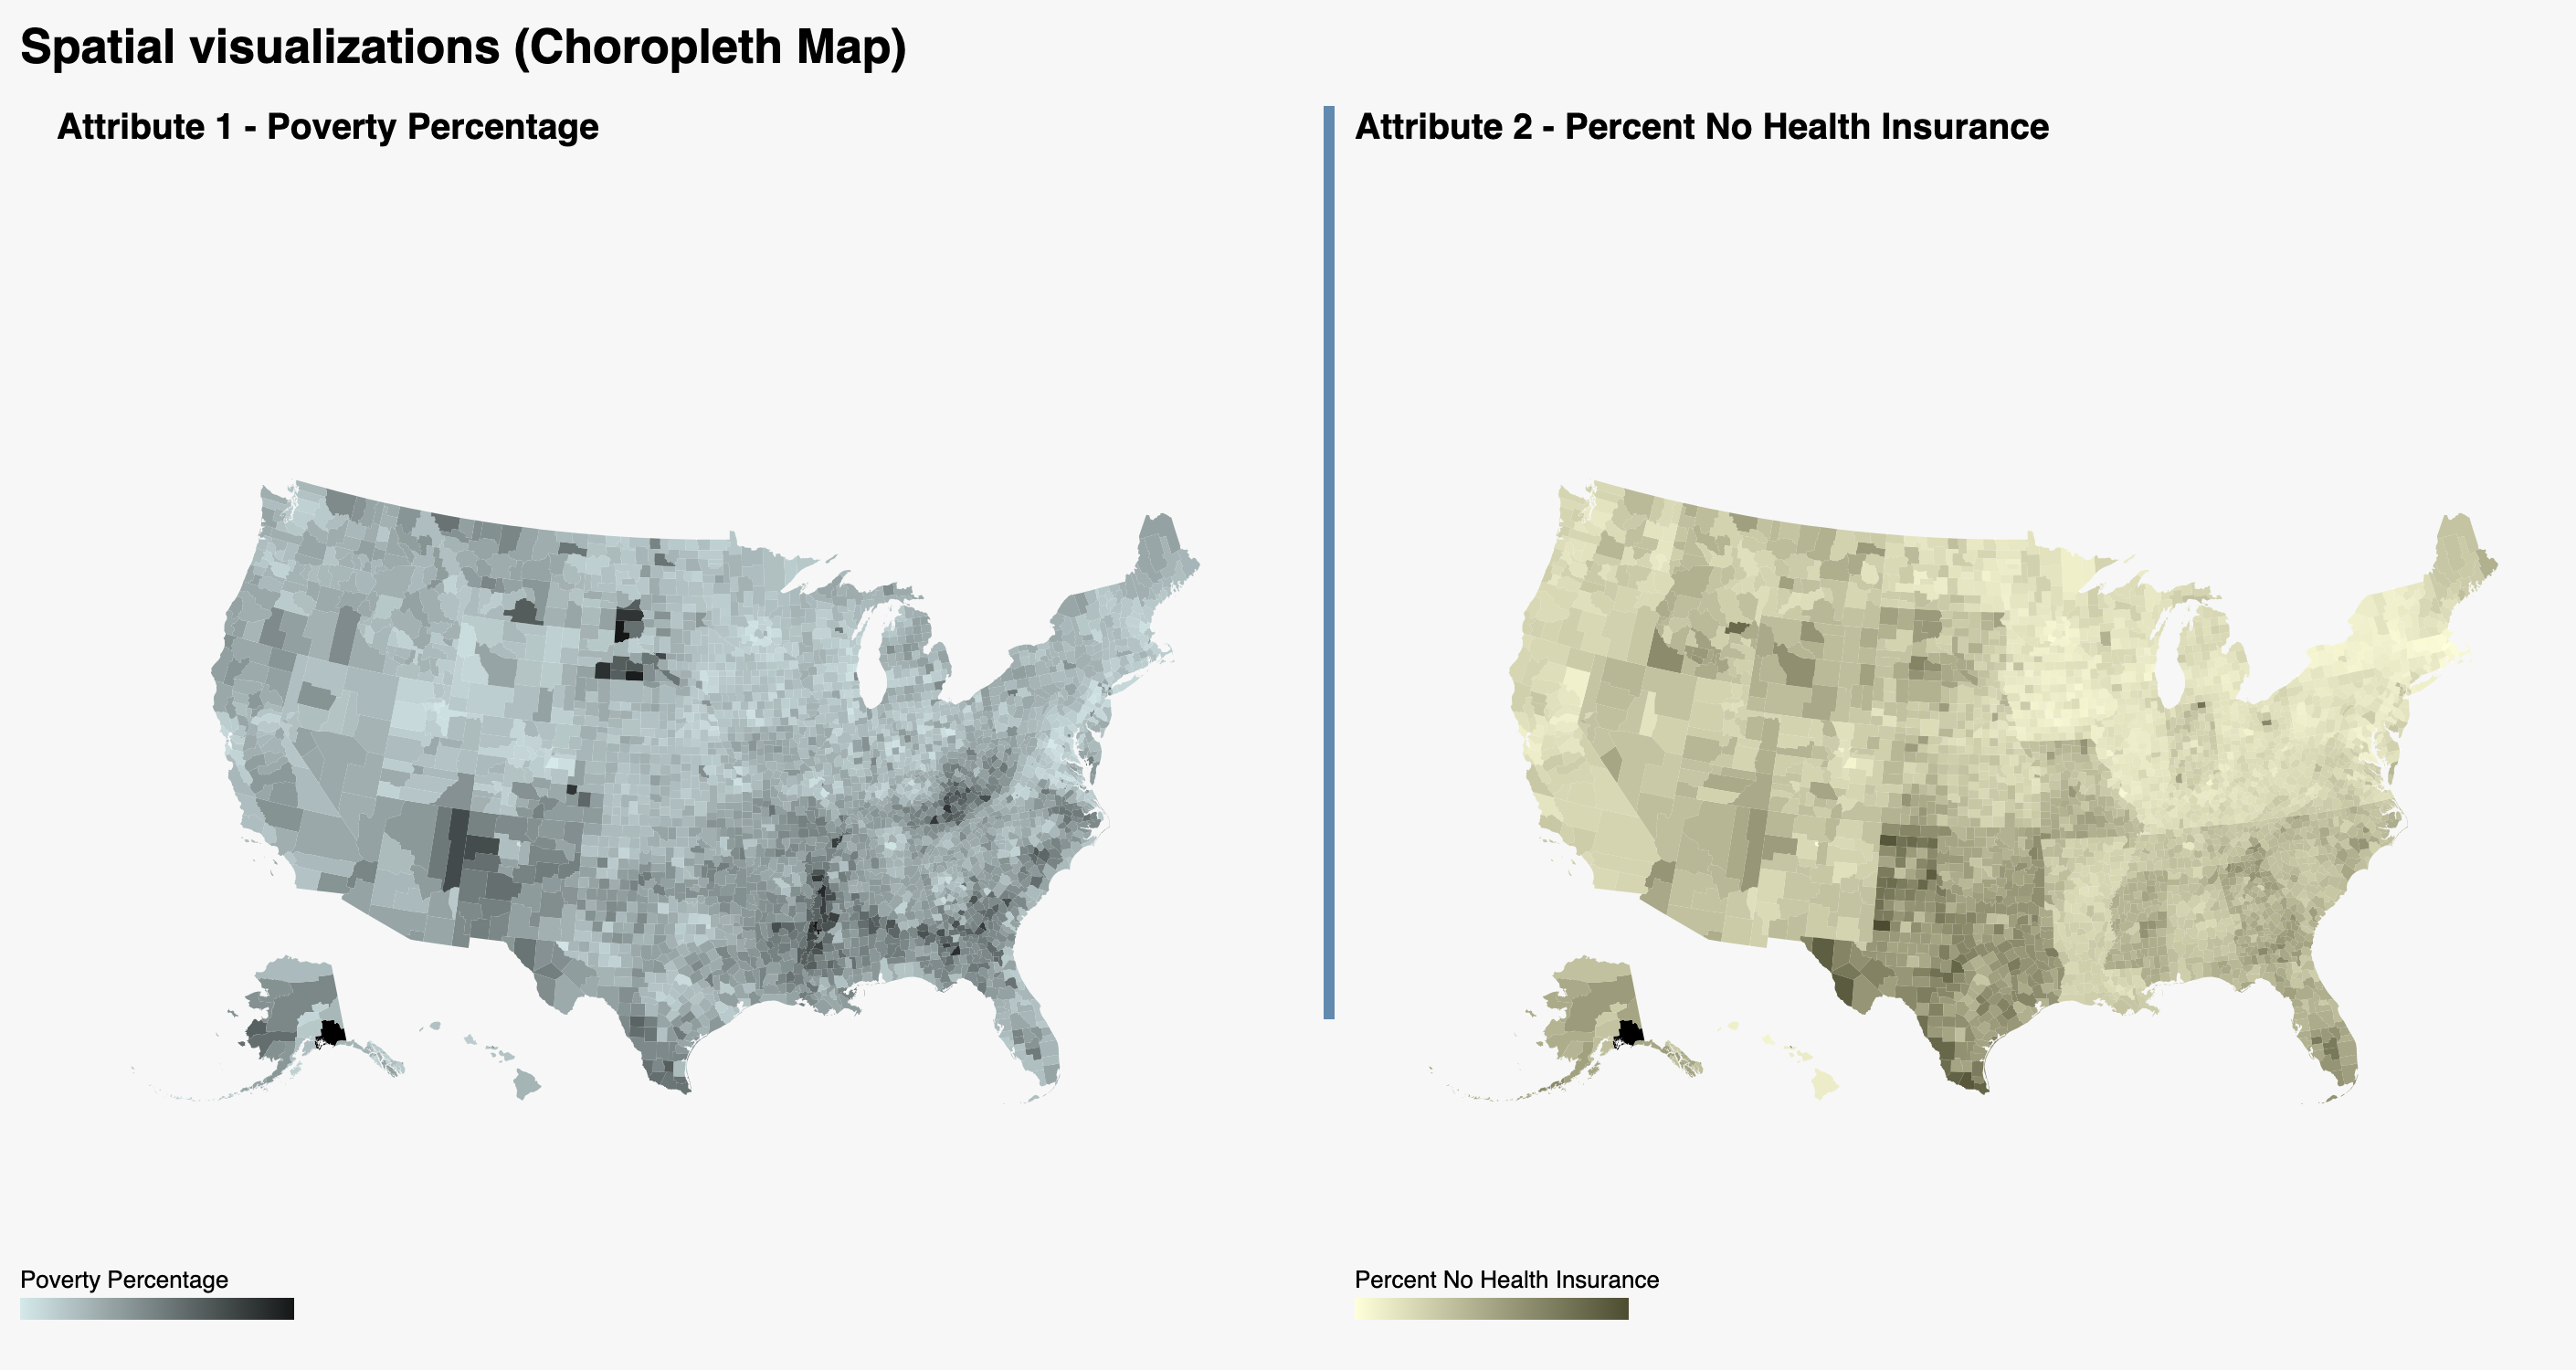 Spatial visualizations (Choropleth Map)
Attribute 1 - Poverty Percentage
Attribute 2 - Percent No Health Insurance
Poverty Percentage
Percent No Health Insurance